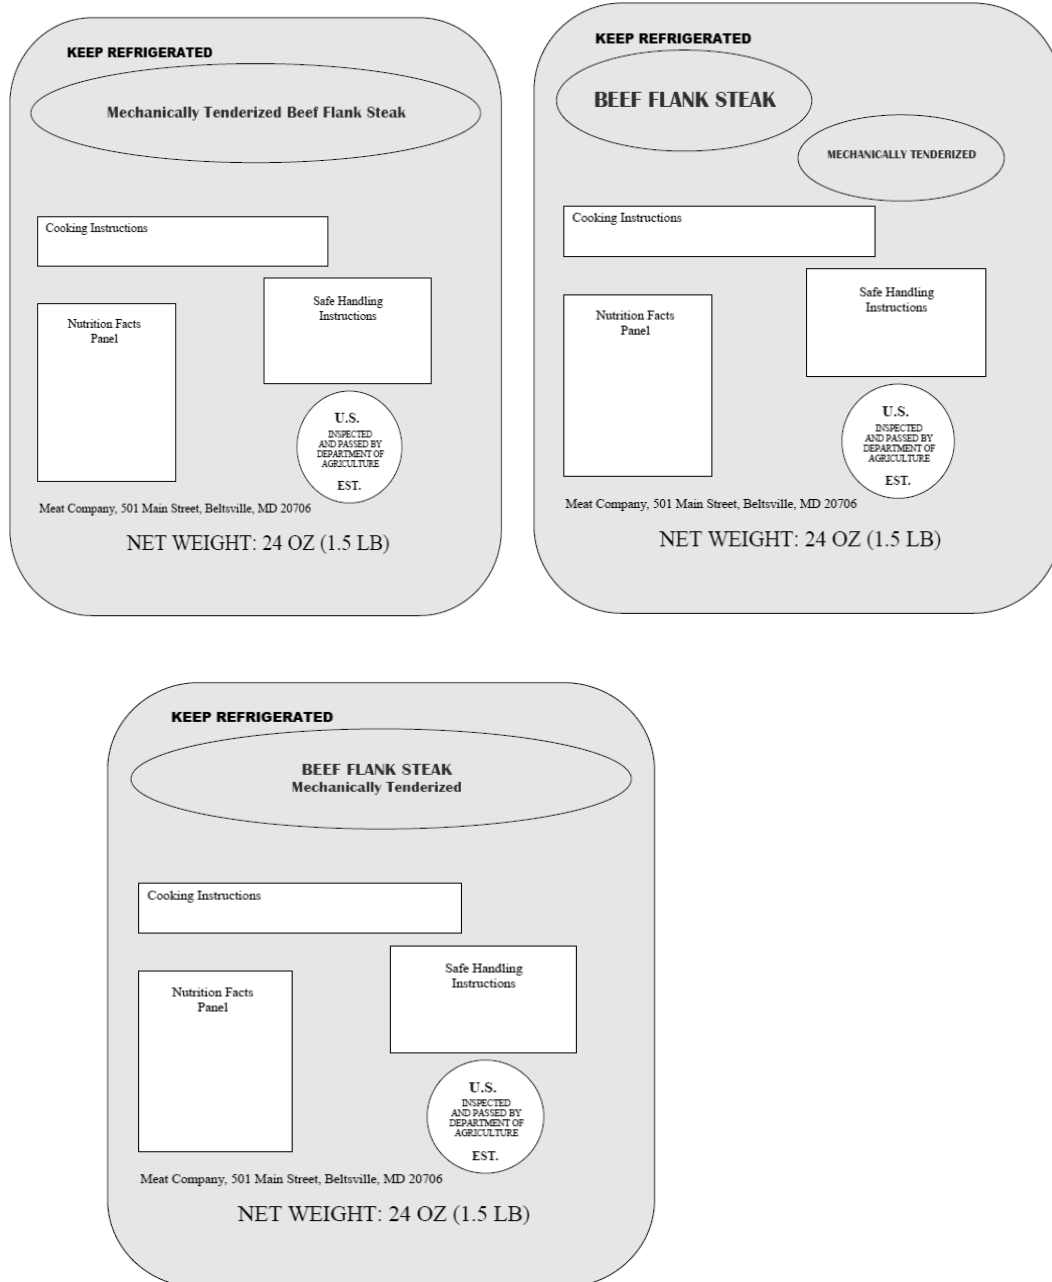 KEEP REFRIGERATED
Mechanically Tenderized Beef Flank Steak
Cooking Instructions
Safe Handling
Instructions
Nutrition Facts
Panel
U.S.
INSPECTED
AND PASSED BY
DEPARTMENT OF
AGRICULTURE
EST.
Meat Company, 501 Main Street, Beltsville, MD 20706
NET WEIGHT: 24 OZ (1.5 LB)
KEEP REFRIGERATED
BEEF FLANK STEAK
MECHANICALLY TENDERIZED
Cooking Instructions
Safe Handling
Instructions
Nutrition Facts
Panel
U.S.
INSPECTED
AND PASSED BY
DEPARTMENT OF
AGRICULTURE
EST.
Meat Company, 501 Main Street, Beltsville, MD 20706
NET WEIGHT: 24 OZ (1.5 LB)
KEEP REFRIGERATED
BEEF FLANK STEAK
Mechanically Tenderized
Cooking Instructions
Safe Handling
Instructions
Nutrition Facts
Panel
U.S.
INSPECTED
AND PASSED BY
DEPARTMENT OF
AGRICULTURE
EST.
Meat Company, 501 Main Street, Beltsville, MD 20706
NET WEIGHT: 24 OZ (1.5 LB)